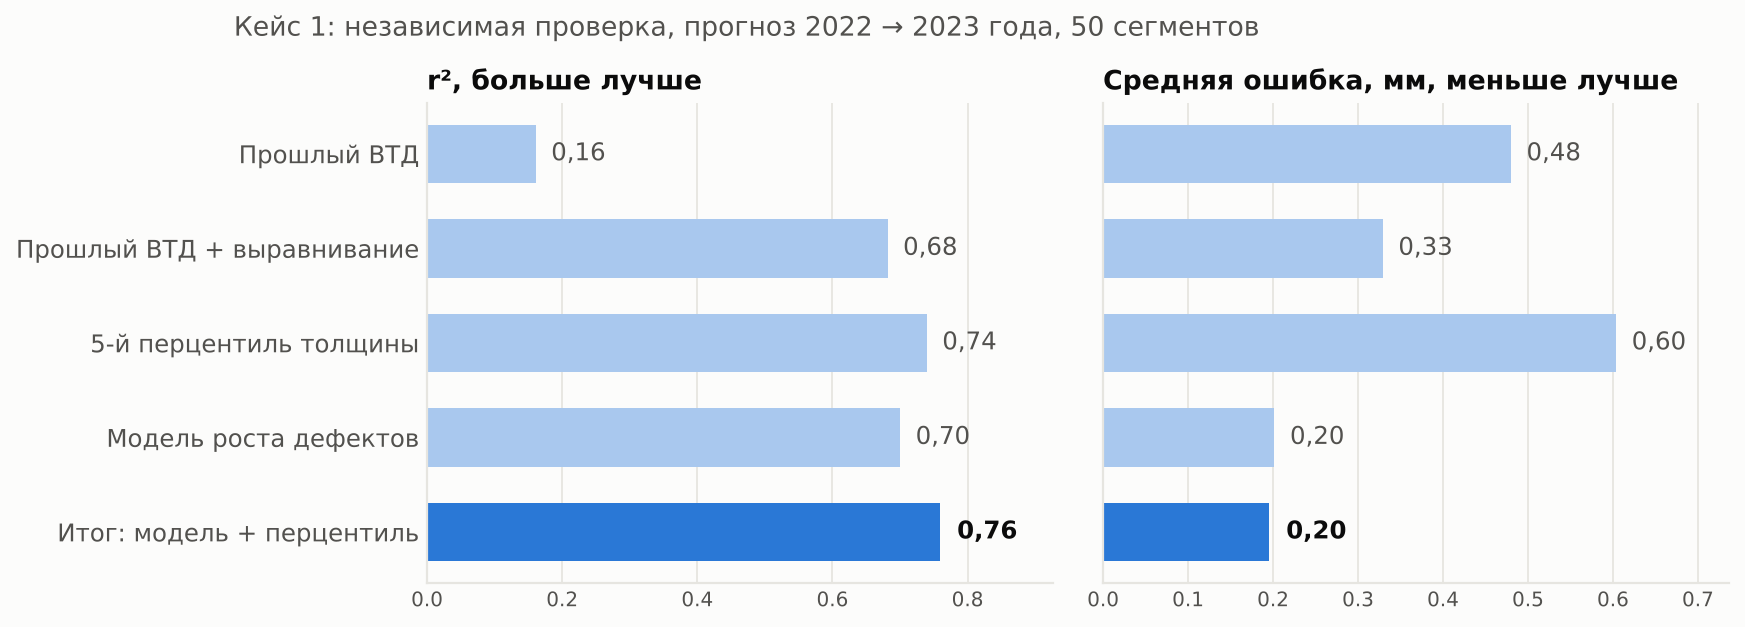 Кейс 1: независимая проверка, прогноз 2022 → 2023 года, 50 сегментов
r², больше лучше
Прошлый ВТД 0,16
Прошлый ВТД + выравнивание 0,68
5-й перцентиль толщины 0,74
Модель роста дефектов 0,70
Итог: модель + перцентиль 0,76
0.0 0.2 0.4 0.6 0.8
Средняя ошибка, мм, меньше лучше
0,48
0,33
0,60
0,20
0,20
0.0 0.1 0.2 0.3 0.4 0.5 0.6 0.7